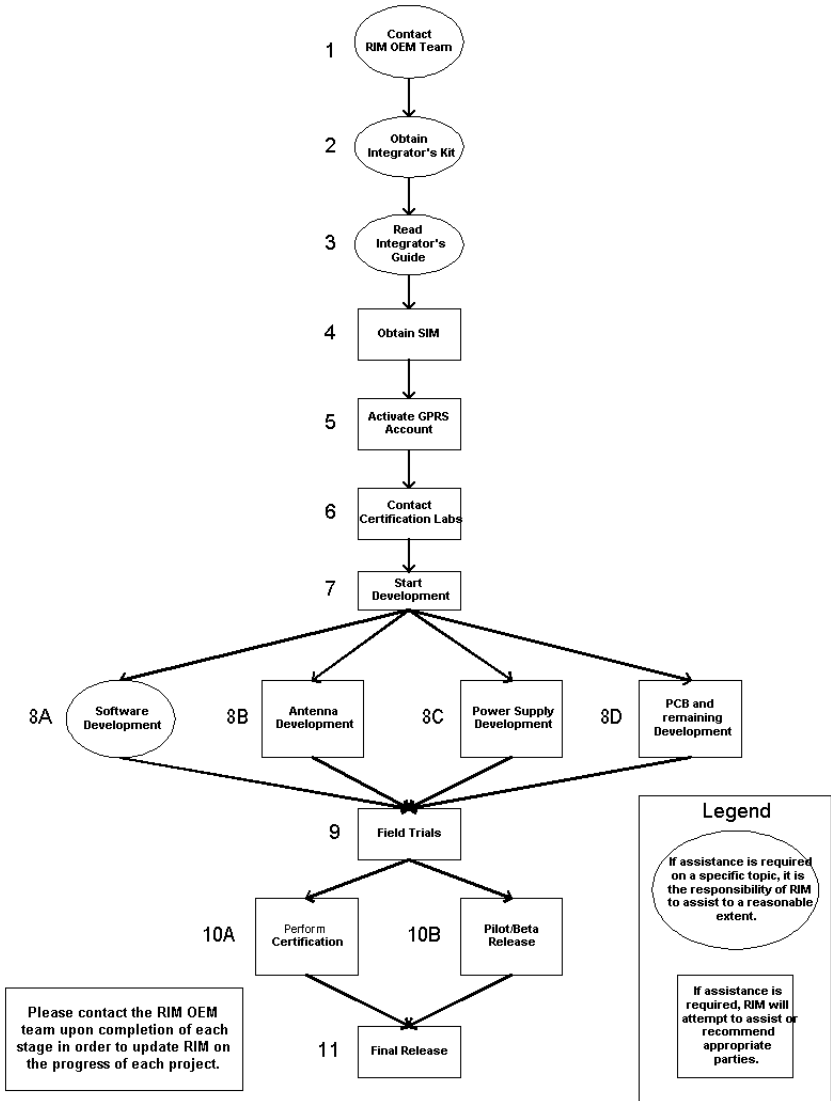 1
Contact
RIM OEM Team
2
Obtain
Integrator's Kit
3
Read
Integrator's
Guide
4
Obtain SIM
5
Activate GPRS
Account
6
Contact
Certification Labs
7
Start
Development
8A
Software
Development
8B
Antenna
Development
8C
Power Supply
Development
8D
PCB and
remaining
Development
9
Field Trials
10A
Perform
Certification
10B
Pilot/Beta
Release
11
Final Release
Please contact the RIM OEM
team upon completion of each
stage in order to update RIM on
the progress of each project.
Legend
If assistance is required
on a specific topic, it is
the responsibility of RIM
to assist to a reasonable
extent.
If assistance is
required, RIM will
attempt to assist or
recommend
appropriate
parties.